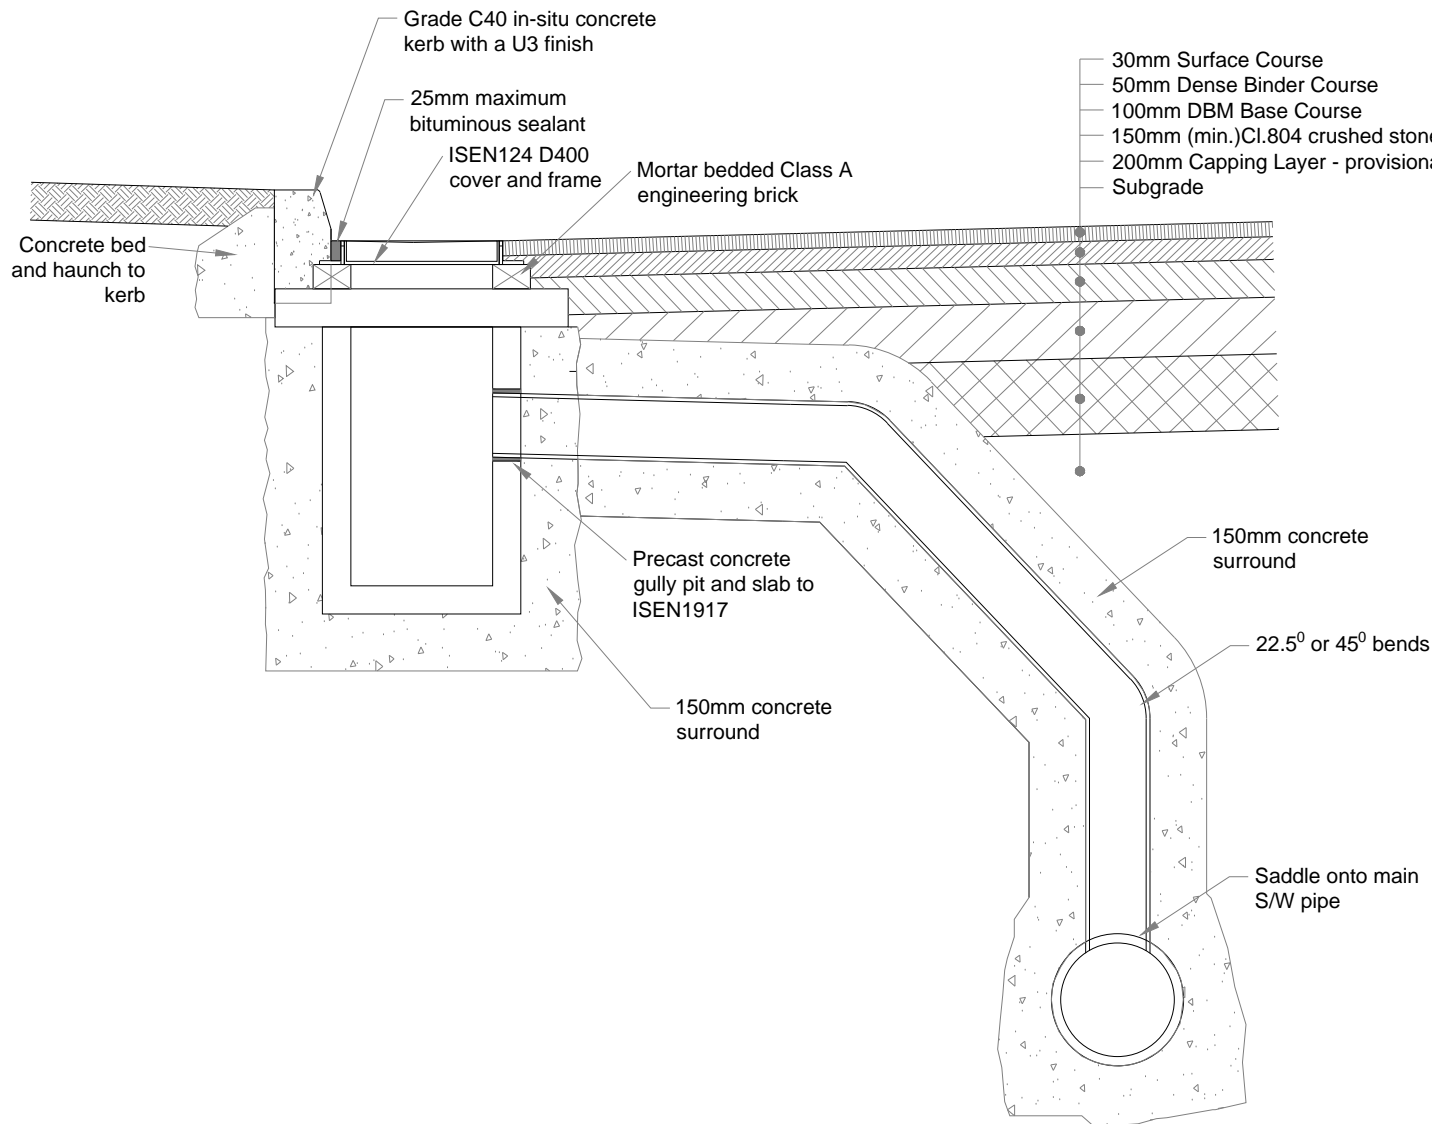 Grade C40 in-situ concrete
kerb with a U3 finish
25mm maximum
bituminous sealant
ISEN124 D400
cover and frame
Mortar bedded Class A
engineering brick
30mm Surface Course
50mm Dense Binder Course
100mm DBM Base Course
150mm (min.)Cl.804 crushed stone
200mm Capping Layer - provisiona
Subgrade
Concrete bed
and haunch to
kerb
Precast concrete
gully pit and slab to
ISEN1917
150mm concrete
surround
22.5⁰ or 45⁰ bends
150mm concrete
surround
Saddle onto main
S/W pipe